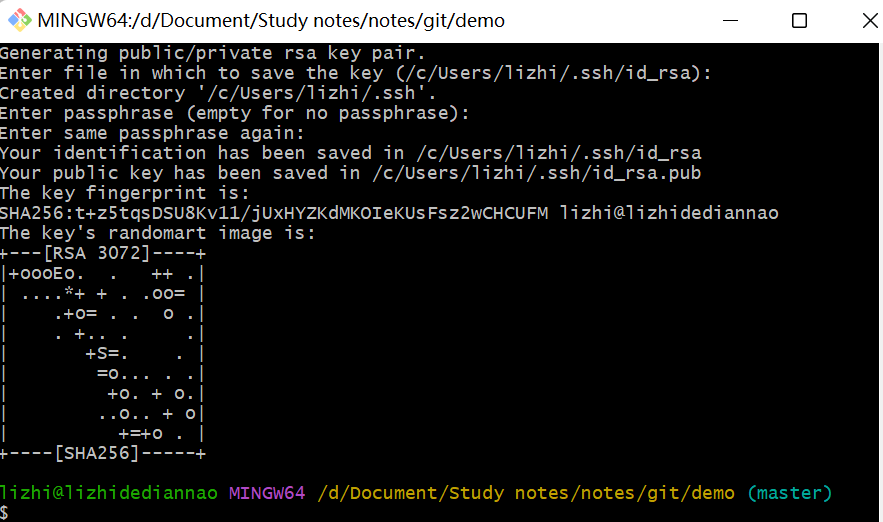 MINGW64:/d/Document/Study notes/notes/git/demo
Generating public/private rsa key pair.
Enter file in which to save the key (/c/Users/lizhi/.ssh/id_rsa):
Created directory '/c/Users/lizhi/.ssh'.
Enter passphrase (empty for no passphrase):
Enter same passphrase again:
Your identification has been saved in /c/Users/lizhi/.ssh/id_rsa
Your public key has been saved in /c/Users/lizhi/.ssh/id_rsa.pub
The key fingerprint is:
SHA256:t+z5tqsDSU8Kv11/jUxHYZKdMKOIeKUsFsz2wCHCUFM lizhi@lizhidediannao
The key's randomart image is:
+---[RSA 3072]----+
|+oooEo.  .   ++ .|
| ....*+ + . .oo= |
|    .+o= . .  o .|
|    . +.. .     .|
|      +S=.    . |
|       =o... . .|
|        +o. + o.|
|       ..o.. + o|
|         +=+o . |
+----[SHA256]-----+
lizhi@lizhidediannao MINGW64 /d/Document/Study notes/notes/git/demo (master)
$